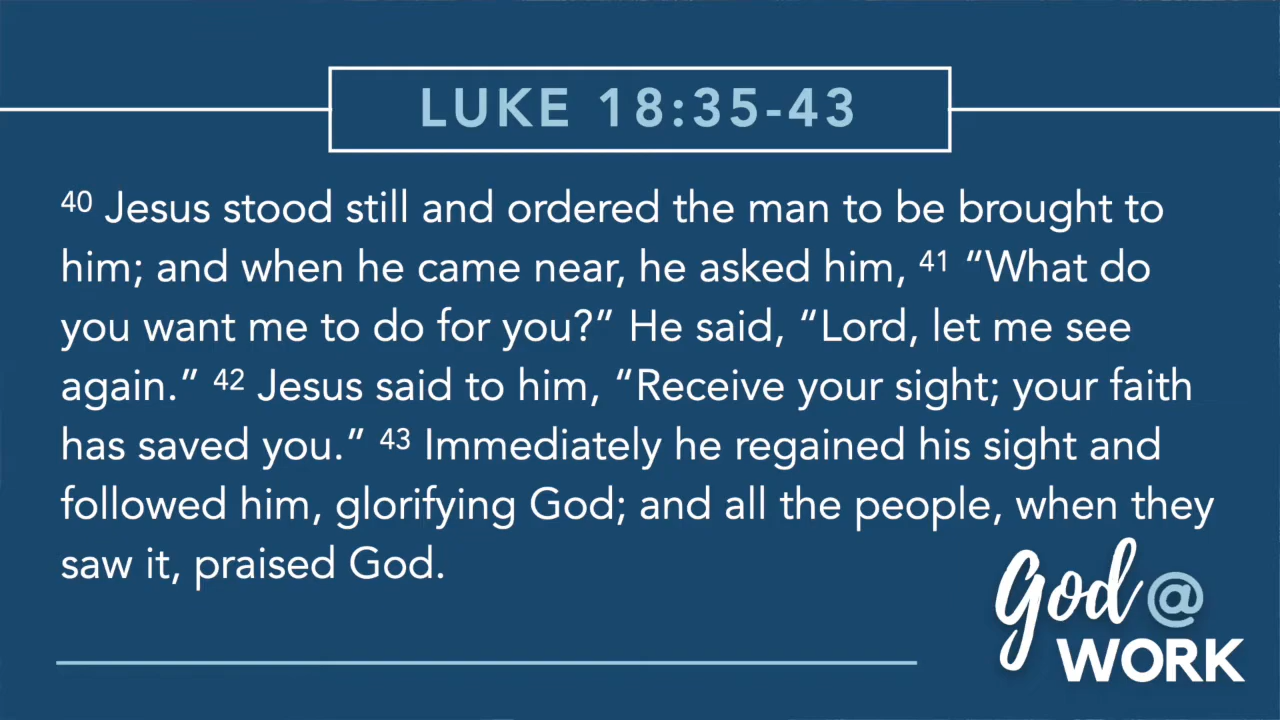 LUKE 18:35-43
40 Jesus stood still and ordered the man to be brought to
him; and when he came near, he asked him, 41 “What do
you want me to do for you?” He said, “Lord, let me see
again.” 42 Jesus said to him, “Receive your sight; your faith
has saved you.” 43 Immediately he regained his sight and
followed him, glorifying God; and all the people, when they
saw it, praised God.
God @
WORK